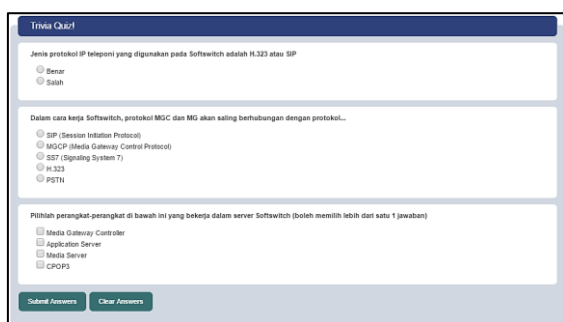 Trivia Quiz!
Jenis protokol IP teleponi yang digunakan pada Softswitch adalah H.323 atau SIP
Benar
Salah
Dalam cara kerja Softswitch, protokol MGC dan MG akan saling berhubungan dengan protokol...
SIP (Session Initiation Protocol)
MGCP (Media Gateway Control Protocol)
SS7 (Signaling System 7)
H.323
PSTN
Pilihlah perangkat-perangkat di bawah ini yang bekerja dalam server Softswitch (boleh memilih lebih dari satu 1 jawaban)
Media Gateway Controller
Application Server
Media Server
CPOP3
Submit Answers Clear Answers